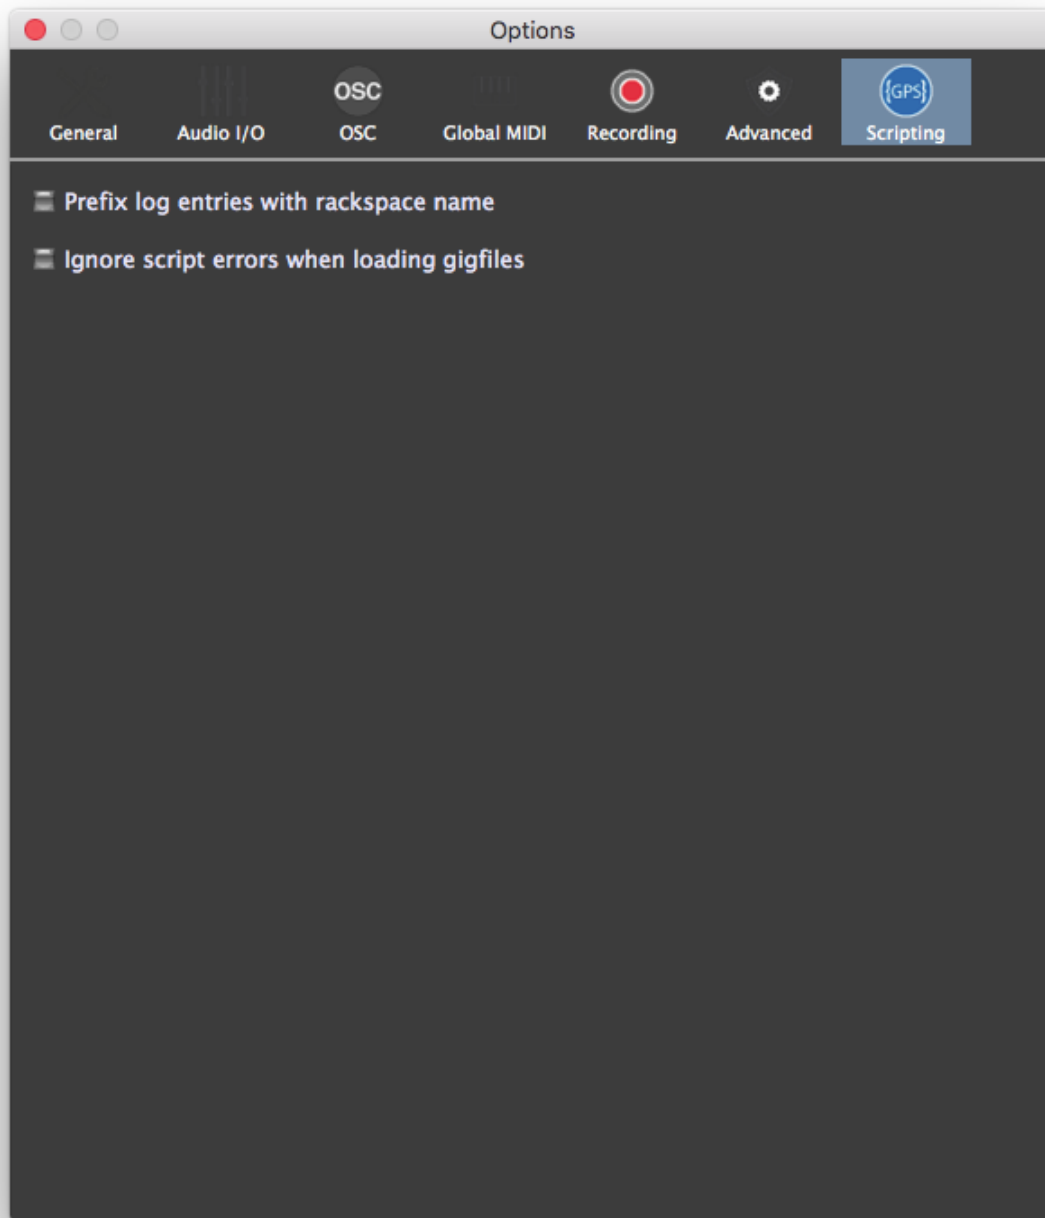 Options
OSC
{GPS}
General Audio I/O OSC Global MIDI Recording Advanced Scripting
Prefix log entries with rackspace name
Ignore script errors when loading gigfiles